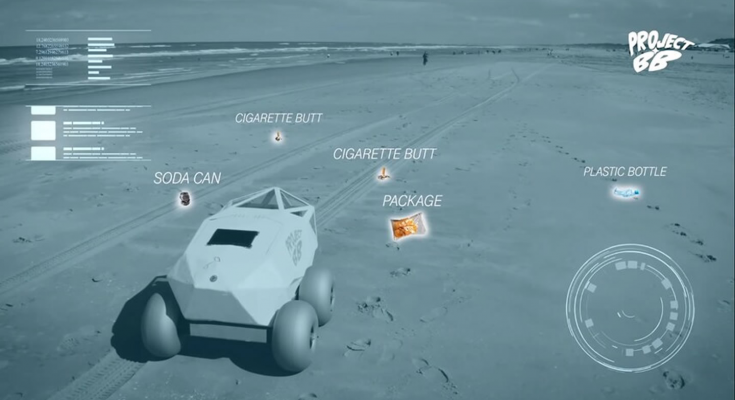 PROJECT
BB
CIGARETTE BUTT
CIGARETTE BUTT
SODA CAN
PLASTIC BOTTLE
PACKAGE